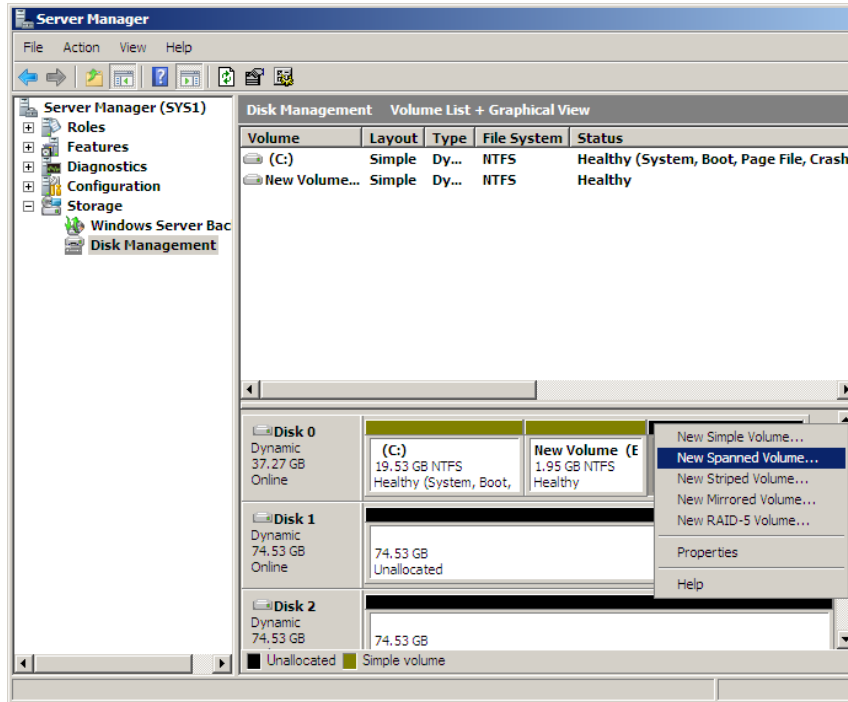 Server Manager
File Action View Help
Server Manager (SYS1)
Roles
Features
Diagnostics
Configuration
Storage
Windows Server Bac
Disk Management
Disk Management Volume List + Graphical View
Volume Layout Type File System Status
(C:) Simple Dy... NTFS Healthy (System, Boot, Page File, Crash
New Volume... Simple Dy... NTFS Healthy
Disk 0
Dynamic
37.27 GB
Online
(C:)
19.53 GB NTFS
Healthy (System, Boot,
New Volume (E
1.95 GB NTFS
Healthy
New Simple Volume...
New Spanned Volume...
New Striped Volume...
New Mirrored Volume...
New RAID-5 Volume...
Properties
Help
Disk 1
Dynamic
74.53 GB
Online
74.53 GB
Unallocated
Disk 2
Dynamic
74.53 GB
74.53 GB
Unallocated Simple volume